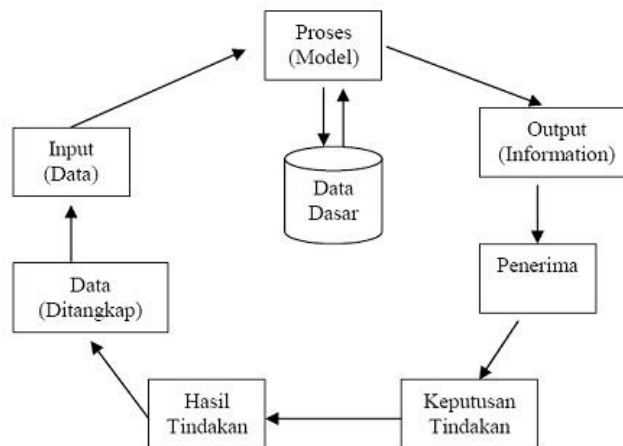 Proses
(Model)
Input
(Data)
Output
(Information)
Data
Dasar
Data
(Ditangkap)
Penerima
Hasil
Tindakan
Keputusan
Tindakan